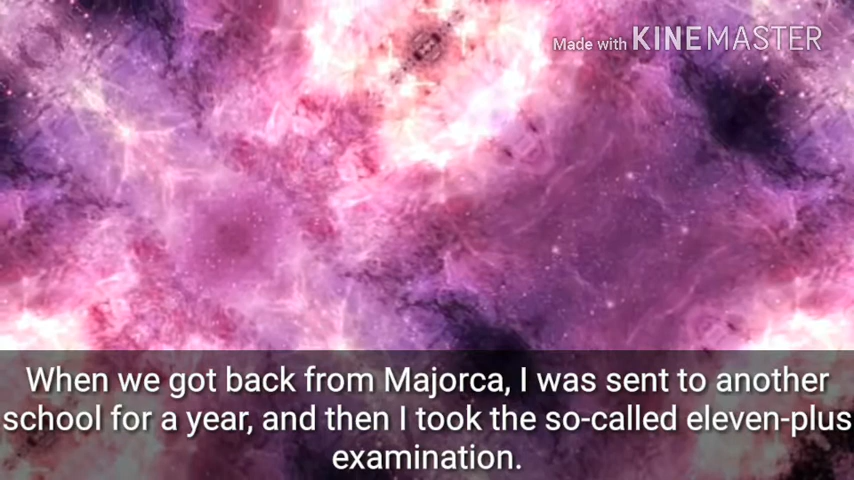 Made with KINEMASTER
When we got back from Majorca, I was sent to another
school for a year, and then I took the so-called eleven-plus
examination.